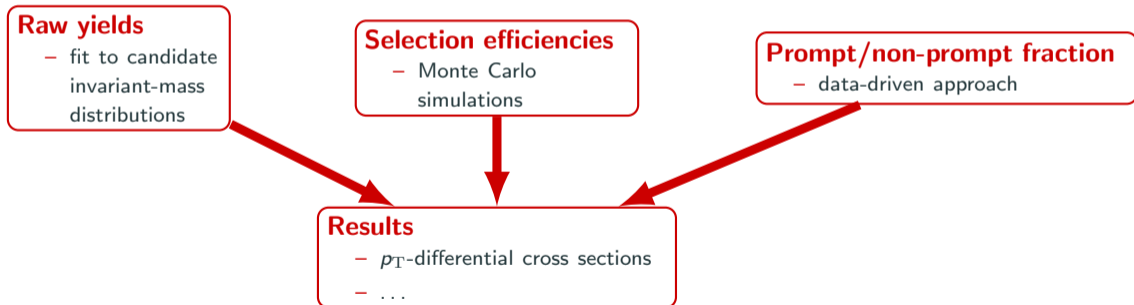 Raw yields
– fit to candidate
invariant-mass
distributions
Selection efficiencies
– Monte Carlo
simulations
Prompt/non-prompt fraction
– data-driven approach
Results
– pT-differential cross sections
– ...